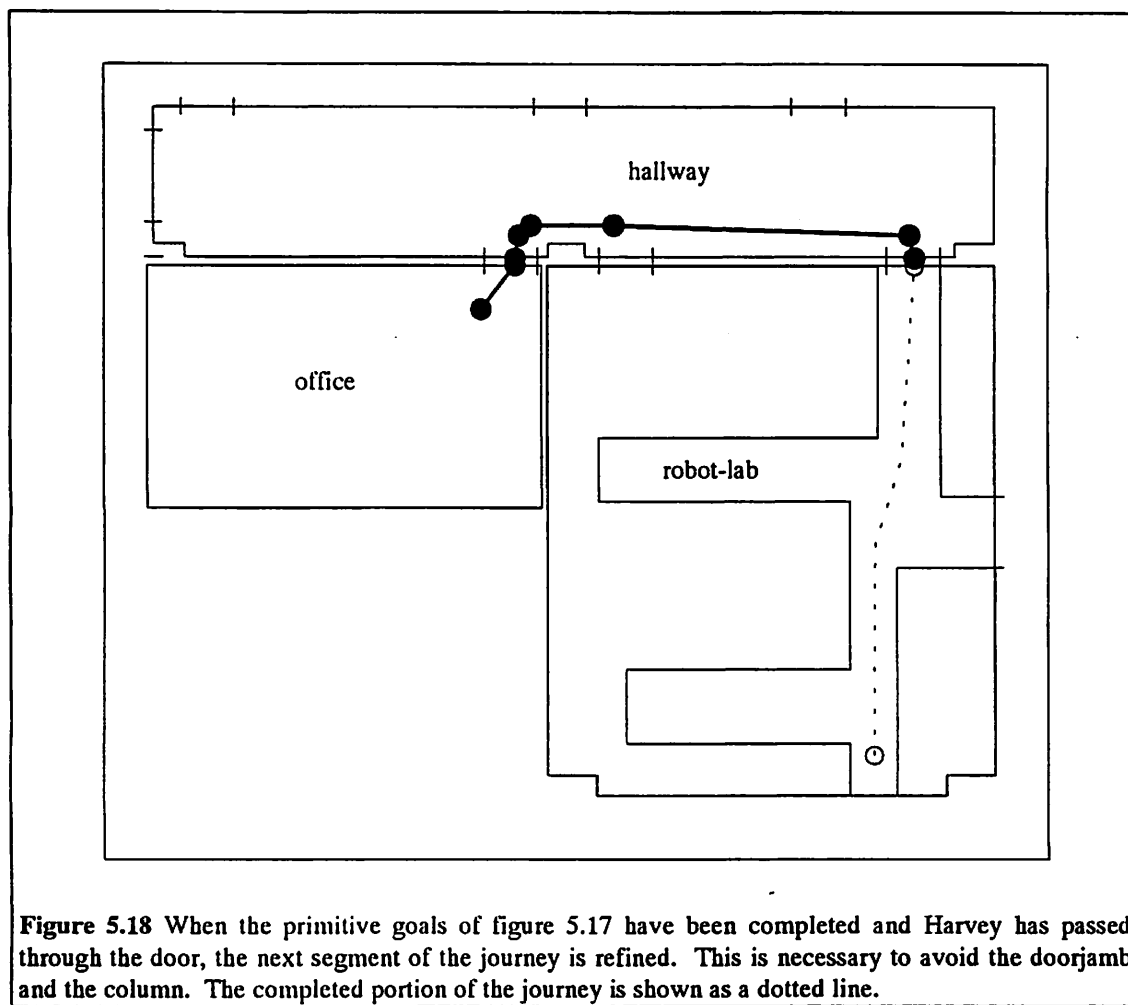 hallway
office
robot-lab
Figure 5.18 When the primitive goals of figure 5.17 have been completed and Harvey has passed
through the door, the next segment of the journey is refined. This is necessary to avoid the doorjamb
and the column. The completed portion of the journey is shown as a dotted line.